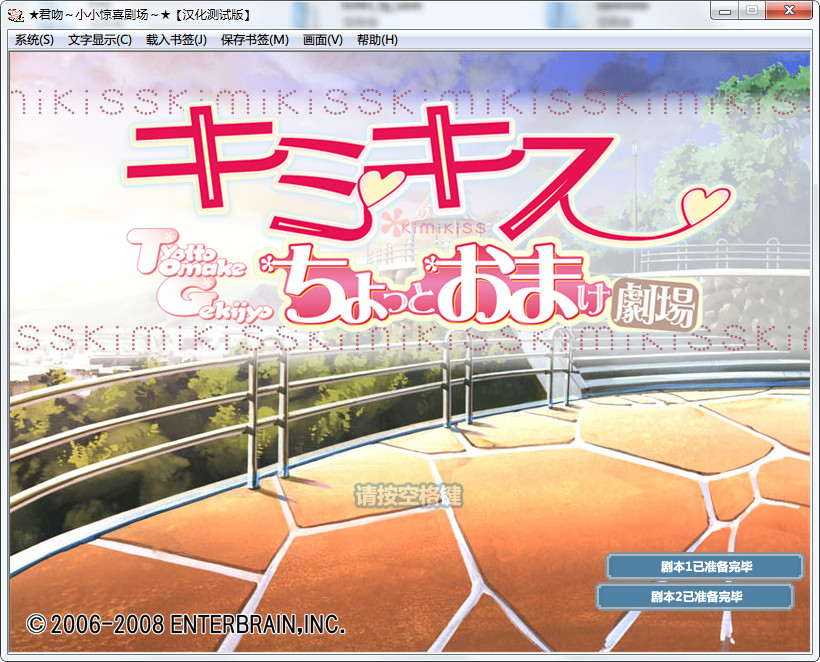 ★君吻～小小惊喜剧场～★【汉化测试版】
系统(S) 文字显示(C) 载入书签(J) 保存书签(M) 画面(V) 帮助(H)
mikissKimikissKimikissKimikiss
キミキス
KIMIKISS
Tyotto
Omake
Gekijyo
ちょっとおまけ劇場
ssKimikissKimikissKimikissKimi
请按空格键
剧本1已准备完毕
剧本2已准备完毕
©2006-2008 ENTERBRAIN,INC.